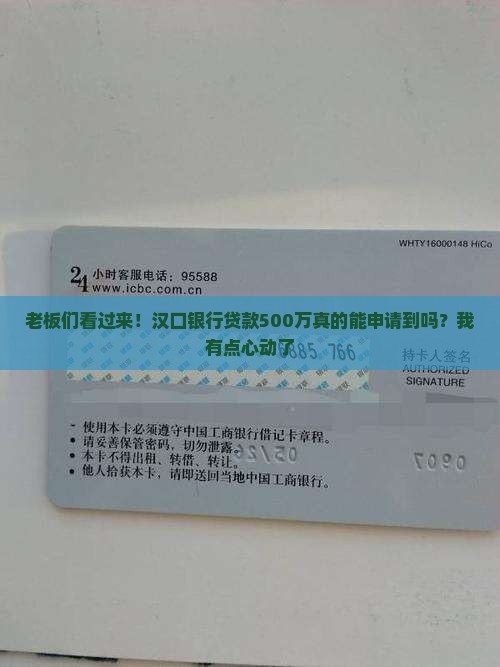 WHTY16000148 HiCo
24小时客服电话：95588
www.icbc.com.cn
老板们看过来！汉口银行贷款500万真的能申请到吗？我
有点心动了
885 766
持卡人签名
AUTHORIZED
SIGNATURE
- 使用本卡必须遵守中国工商银行借记卡章程。
• 请妥善保管密码，切勿泄露。
• 本卡不得出租、转借、转让。
• 他人拾获本卡，请即送回当地中国工商银行。
05/26
0907